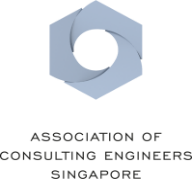 ASSOCIATION OF
CONSULTING ENGINEERS
SINGAPORE